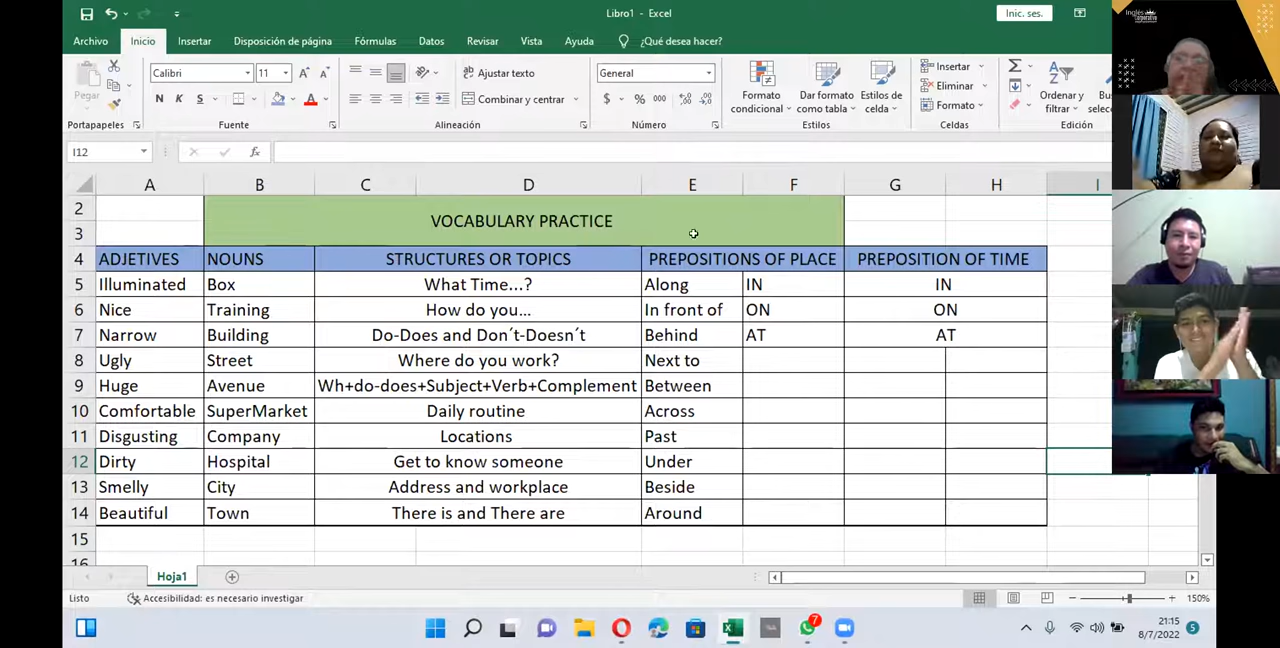 Libro1 - Excel
Inic. ses.
Archivo Inicio Insertar Disposición de página Fórmulas Datos Revisar Vista Ayuda ¿Qué desea hacer?
Pegar
Calibri 11
N K S
Ajustar texto
Combinar y centrar
General
$ % 000
Formato condicional
Dar formato como tabla
Estilos de celda
Insertar
Eliminar
Formato
Ordenar y filtrar
Portapapeles Fuente Alineación Número Estilos Celdas Edición
I12 fx
A B C D E F G H I
2 VOCABULARY PRACTICE
3
4 ADJETIVES NOUNS STRUCTURES OR TOPICS PREPOSITIONS OF PLACE PREPOSITION OF TIME
5 Illuminated Box What Time...? Along IN IN
6 Nice Training How do you... In front of ON ON
7 Narrow Building Do-Does and Don´t-Doesn´t Behind AT AT
8 Ugly Street Where do you work? Next to
9 Huge Avenue Wh+do-does+Subject+Verb+Complement Between
10 Comfortable SuperMarket Daily routine Across
11 Disgusting Company Locations Past
12 Dirty Hospital Get to know someone Under
13 Smelly City Address and workplace Beside
14 Beautiful Town There is and There are Around
15
16
Hoja1
Listo Accesibilidad: es necesario investigar 150%
7
21:15
8/7/2022 5
Inglés
Corporativo